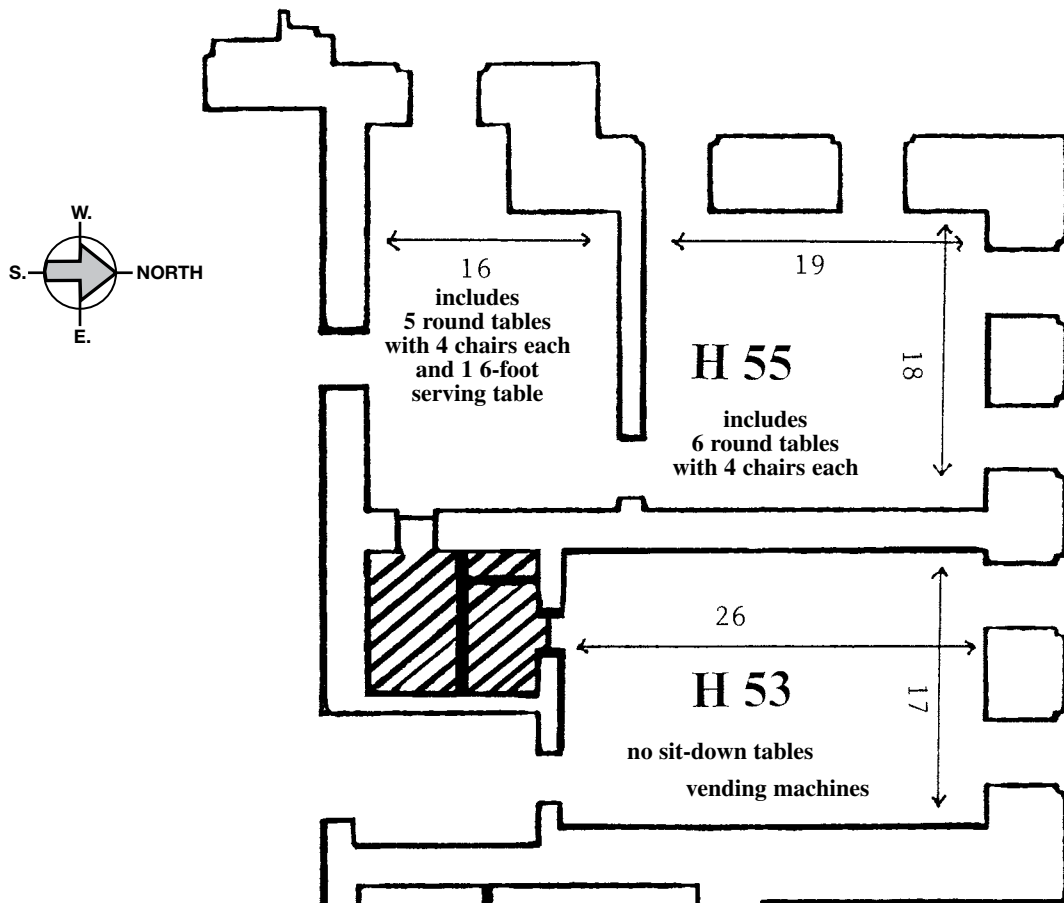 W.
S.
NORTH
E.
16
includes
5 round tables
with 4 chairs each
and 1 6-foot
serving table
19
H 55
18
includes
6 round tables
with 4 chairs each
26
H 53
17
no sit-down tables
vending machines